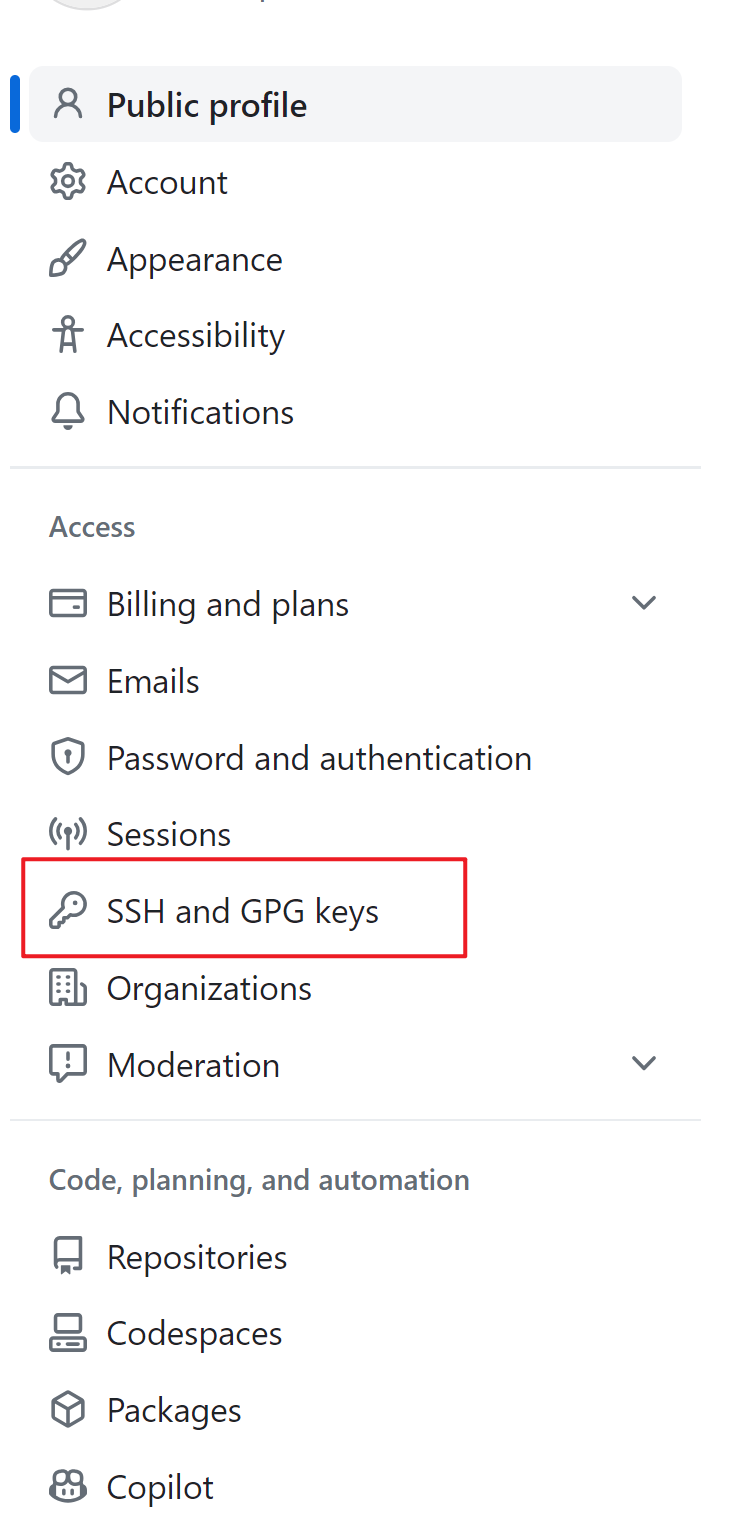 Public profile
Account
Appearance
Accessibility
Notifications
Access
Billing and plans
Emails
Password and authentication
Sessions
SSH and GPG keys
Organizations
Moderation
Code, planning, and automation
Repositories
Codespaces
Packages
Copilot